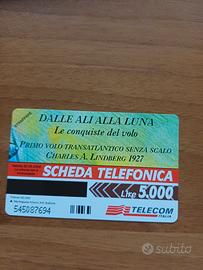 DALLE ALI ALLA LUNA
Le conquiste del volo
PRIMO VOLO TRANSATLANTICO SENZA SCALO
CHARLES A. LINDBERG 1927
SCHEDA TELEFONICA
LIRE 5.000
545087694
TELECOM
ITALIA
subito